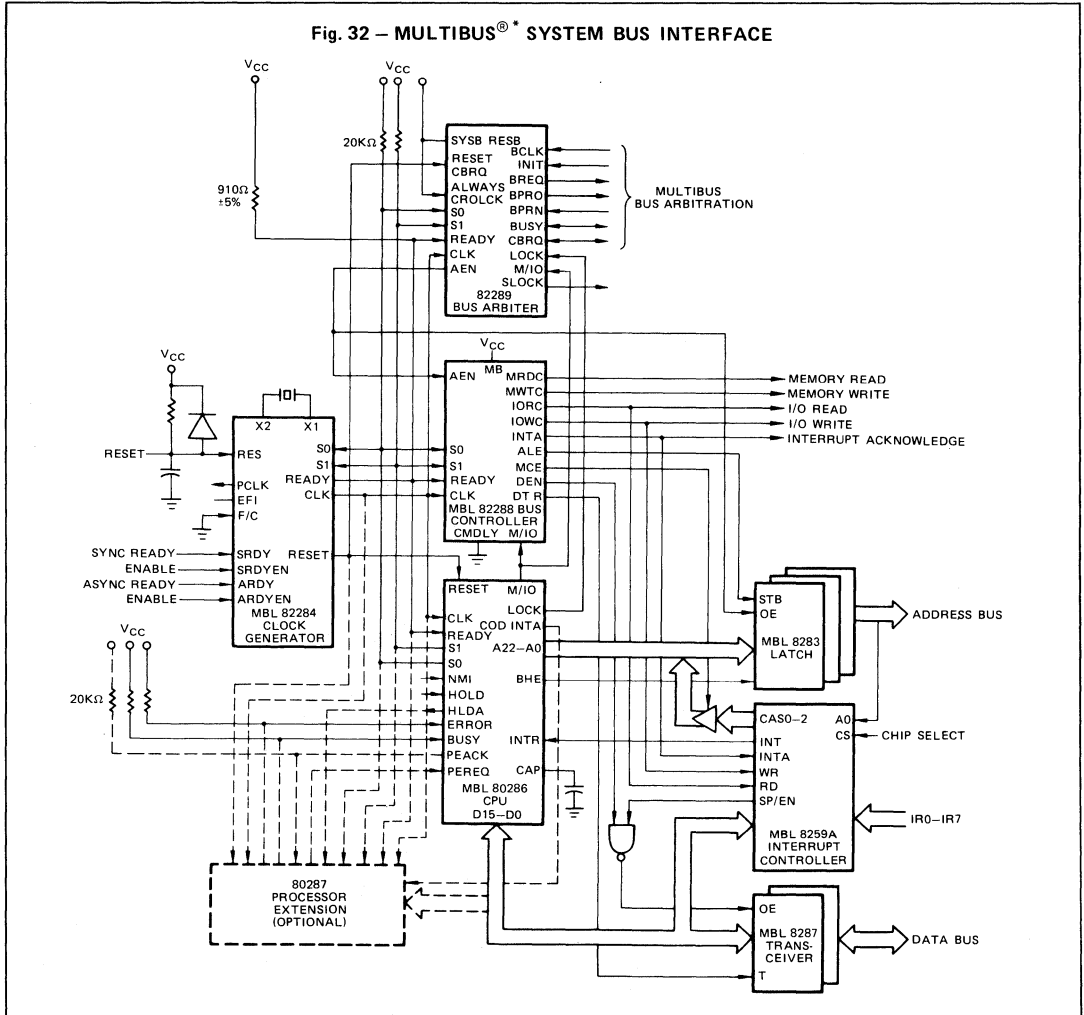 Fig. 32 – MULTIBUS®* SYSTEM BUS INTERFACE
VCC
VCC
20KΩ
910Ω
±5%
SYSB RESB
RESET
CBRQ
ALWAYS
CROLCK
S0
S1
READY
CLK
AEN
BCLK
INIT
BREQ
BPRO
BPRN
BUSY
CBRQ
LOCK
M/IO
SLOCK
82289
BUS ARBITER
MULTIBUS
BUS ARBITRATION
VCC
MB
AEN
S0
S1
READY
CLK
MRDC
MWTC
IORC
IOWC
INTA
ALE
MCE
DEN
DT R
MBL 82288 BUS
CONTROLLER
CMDLY M/IO
MEMORY READ
MEMORY WRITE
I/O READ
I/O WRITE
INTERRUPT ACKNOWLEDGE
VCC
RESET
X2
X1
RES
PCLK
EFI
F/C
S0
S1
READY
CLK
RESET
SYNC READY
ENABLE
ASYNC READY
ENABLE
SRDY
SRDYEN
ARDY
ARDYEN
MBL 82284
CLOCK
GENERATOR
VCC
20KΩ
RESET
M/IO
CLK
READY
S1
S0
NMI
HOLD
HLDA
ERROR
BUSY
PEACK
PEREQ
LOCK
COD INTA
A22–A0
BHE
INTR
CAP
MBL 80286
CPU
D15–D0
STB
OE
MBL 8283
LATCH
ADDRESS BUS
CAS0–2
INT
INTA
WR
RD
SP/EN
A0
CS
CHIP SELECT
IR0–IR7
MBL 8259A
INTERRUPT
CONTROLLER
80287
PROCESSOR
EXTENSION
(OPTIONAL)
OE
MBL 8287
TRANS-
CEIVER
T
DATA BUS